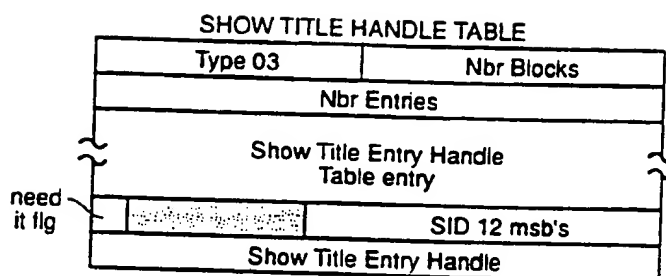 SHOW TITLE HANDLE TABLE
Type 03 Nbr Blocks
Nbr Entries
Show Title Entry Handle
Table entry
need
it flg
SID 12 msb's
Show Title Entry Handle